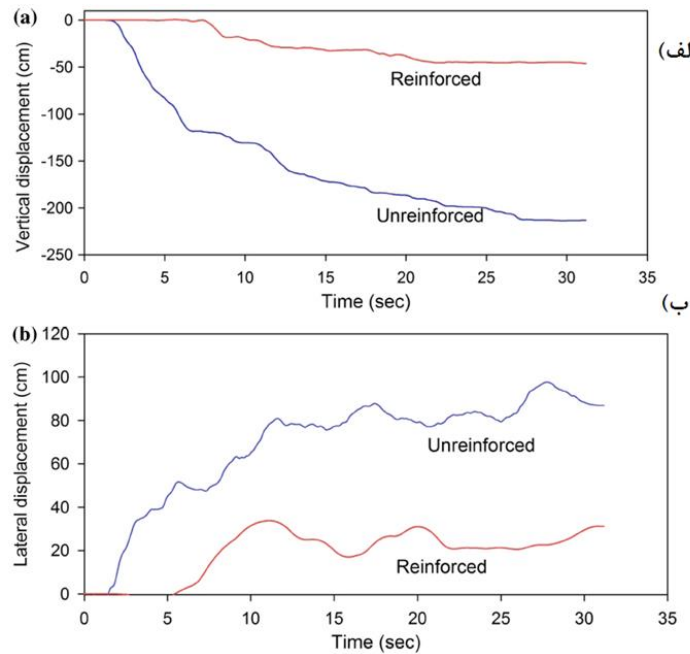 (a)
0
-50
-100
-150
-200
-250
Vertical displacement (cm)
Reinforced
Unreinforced
0 5 10 15 20 25 30 35
Time (sec)
(b)
120
100
80
60
40
20
0
Lateral displacement (cm)
Unreinforced
Reinforced
0 5 10 15 20 25 30 35
Time (sec)